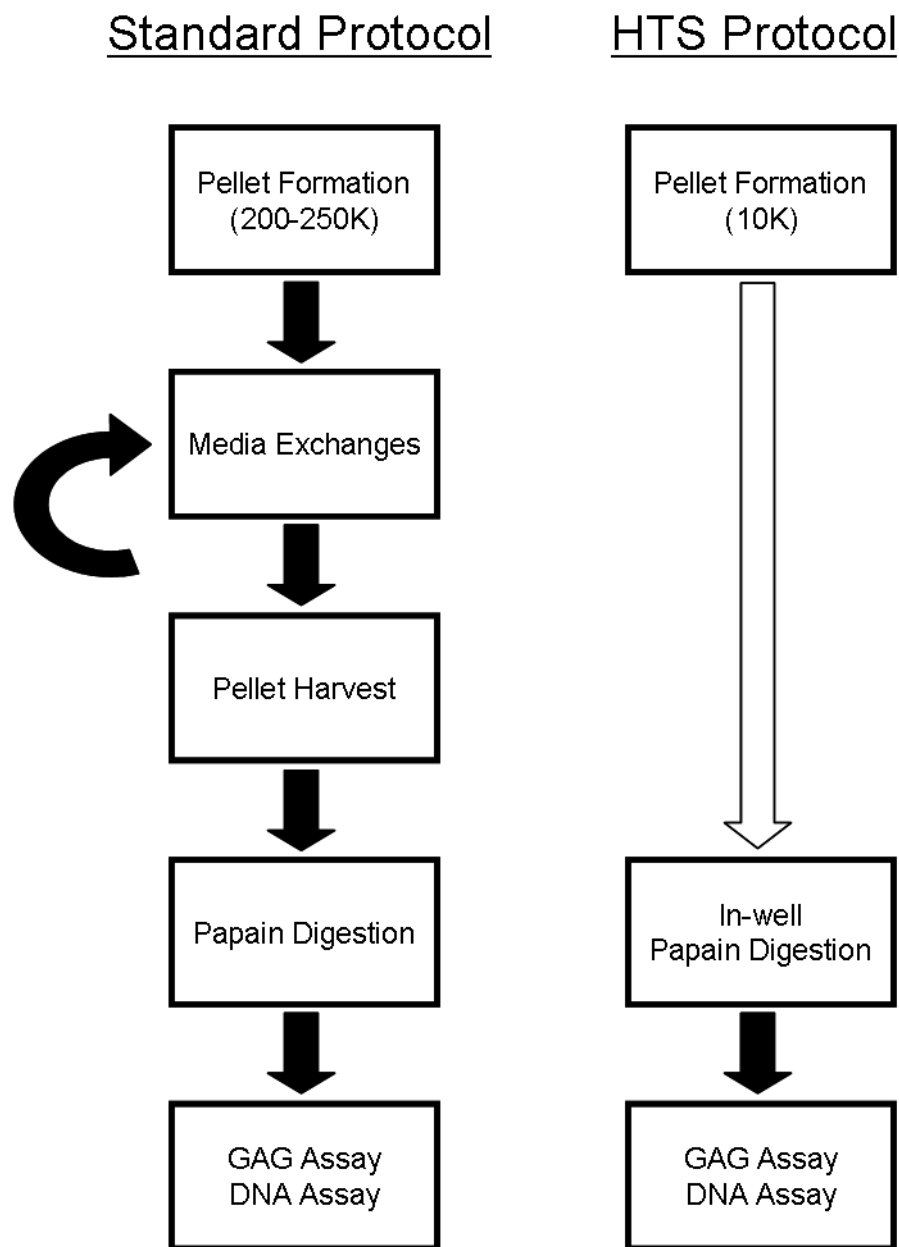 Standard Protocol
Pellet Formation
(200-250K)
Media Exchanges
Pellet Harvest
Papain Digestion
GAG Assay
DNA Assay
HTS Protocol
Pellet Formation
(10K)
In-well
Papain Digestion
GAG Assay
DNA Assay